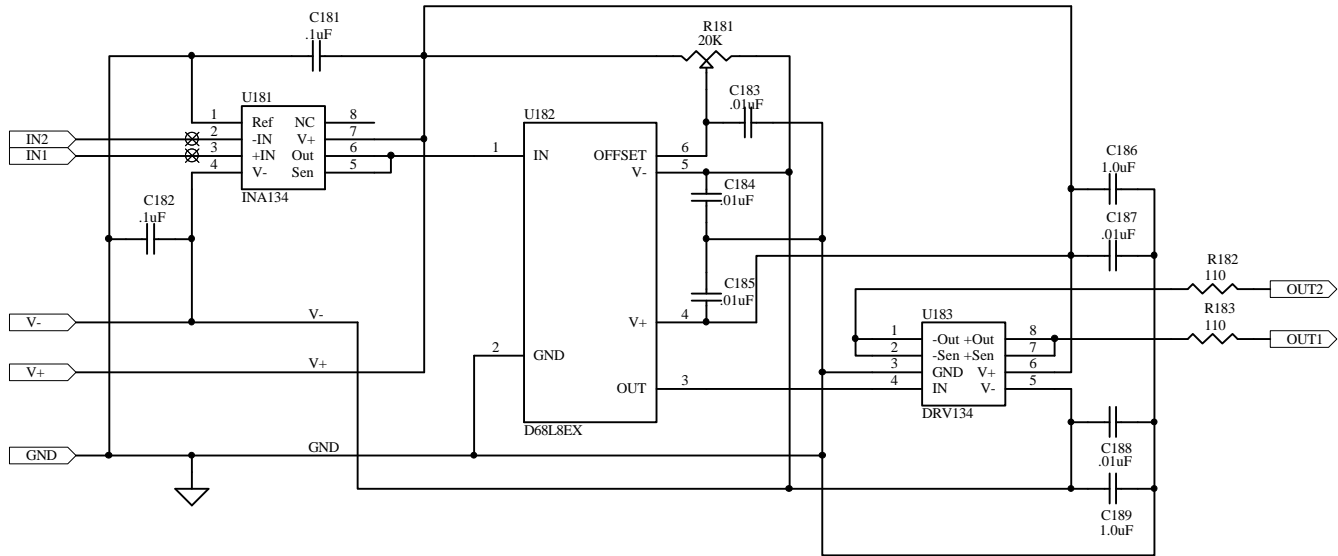 C181
.1uF
R181
20K
C183
.01uF
U181
1 Ref NC 8
2 -IN V+ 7
3 +IN Out 6
4 V- Sen 5
INA134
IN2
IN1
C182
.1uF
U182
1 IN
OFFSET 6
V- 5
C184
.01uF
C185
.01uF
V+ 4
2 GND
OUT 3
D68L8EX
C186
1.0uF
C187
.01uF
R182
110
OUT2
R183
110
OUT1
U183
1 -Out +Out 8
2 -Sen +Sen 7
3 GND V+ 6
4 IN V- 5
DRV134
V- V-
V+ V+
GND GND
C188
.01uF
C189
1.0uF